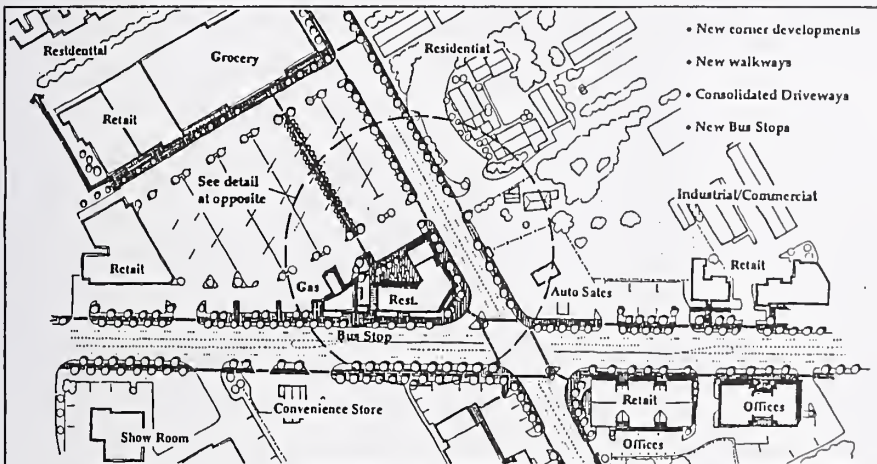 Residential
Grocery
Retail
See detail
at opposite
Retail
Gas
Rest.
Bus Stop
Convenience Store
Show Room
Residential
• New corner developments
• New walkways
• Consolidated Driveways
• New Bus Stops
Industrial/Commercial
Retail
Auto Sales
Retail
Offices
Offices